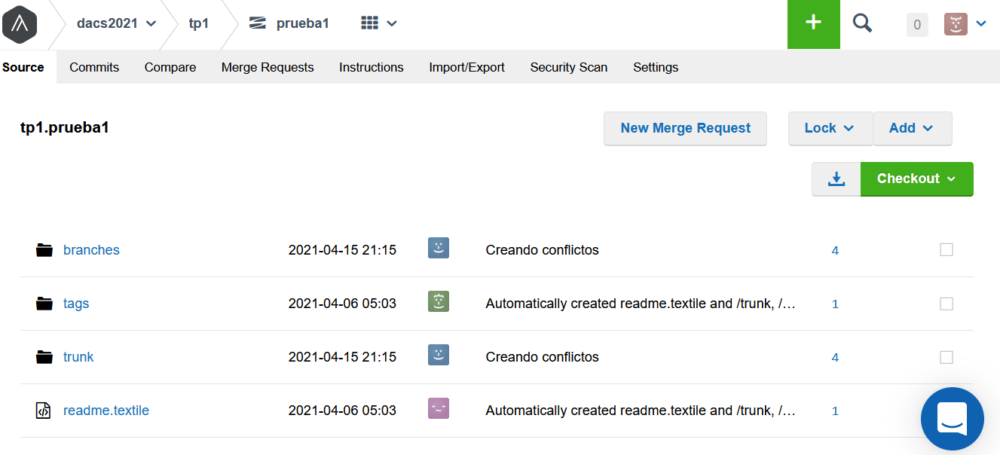 dacs2021 tp1 prueba1 + 0
Source Commits Compare Merge Requests Instructions Import/Export Security Scan Settings
tp1.prueba1 New Merge Request Lock Add
Checkout
branches 2021-04-15 21:15 Creando conflictos 4
tags 2021-04-06 05:03 Automatically created readme.textile and /trunk, /… 1
trunk 2021-04-15 21:15 Creando conflictos 4
readme.textile 2021-04-06 05:03 Automatically created readme.textile and /trunk, /… 1